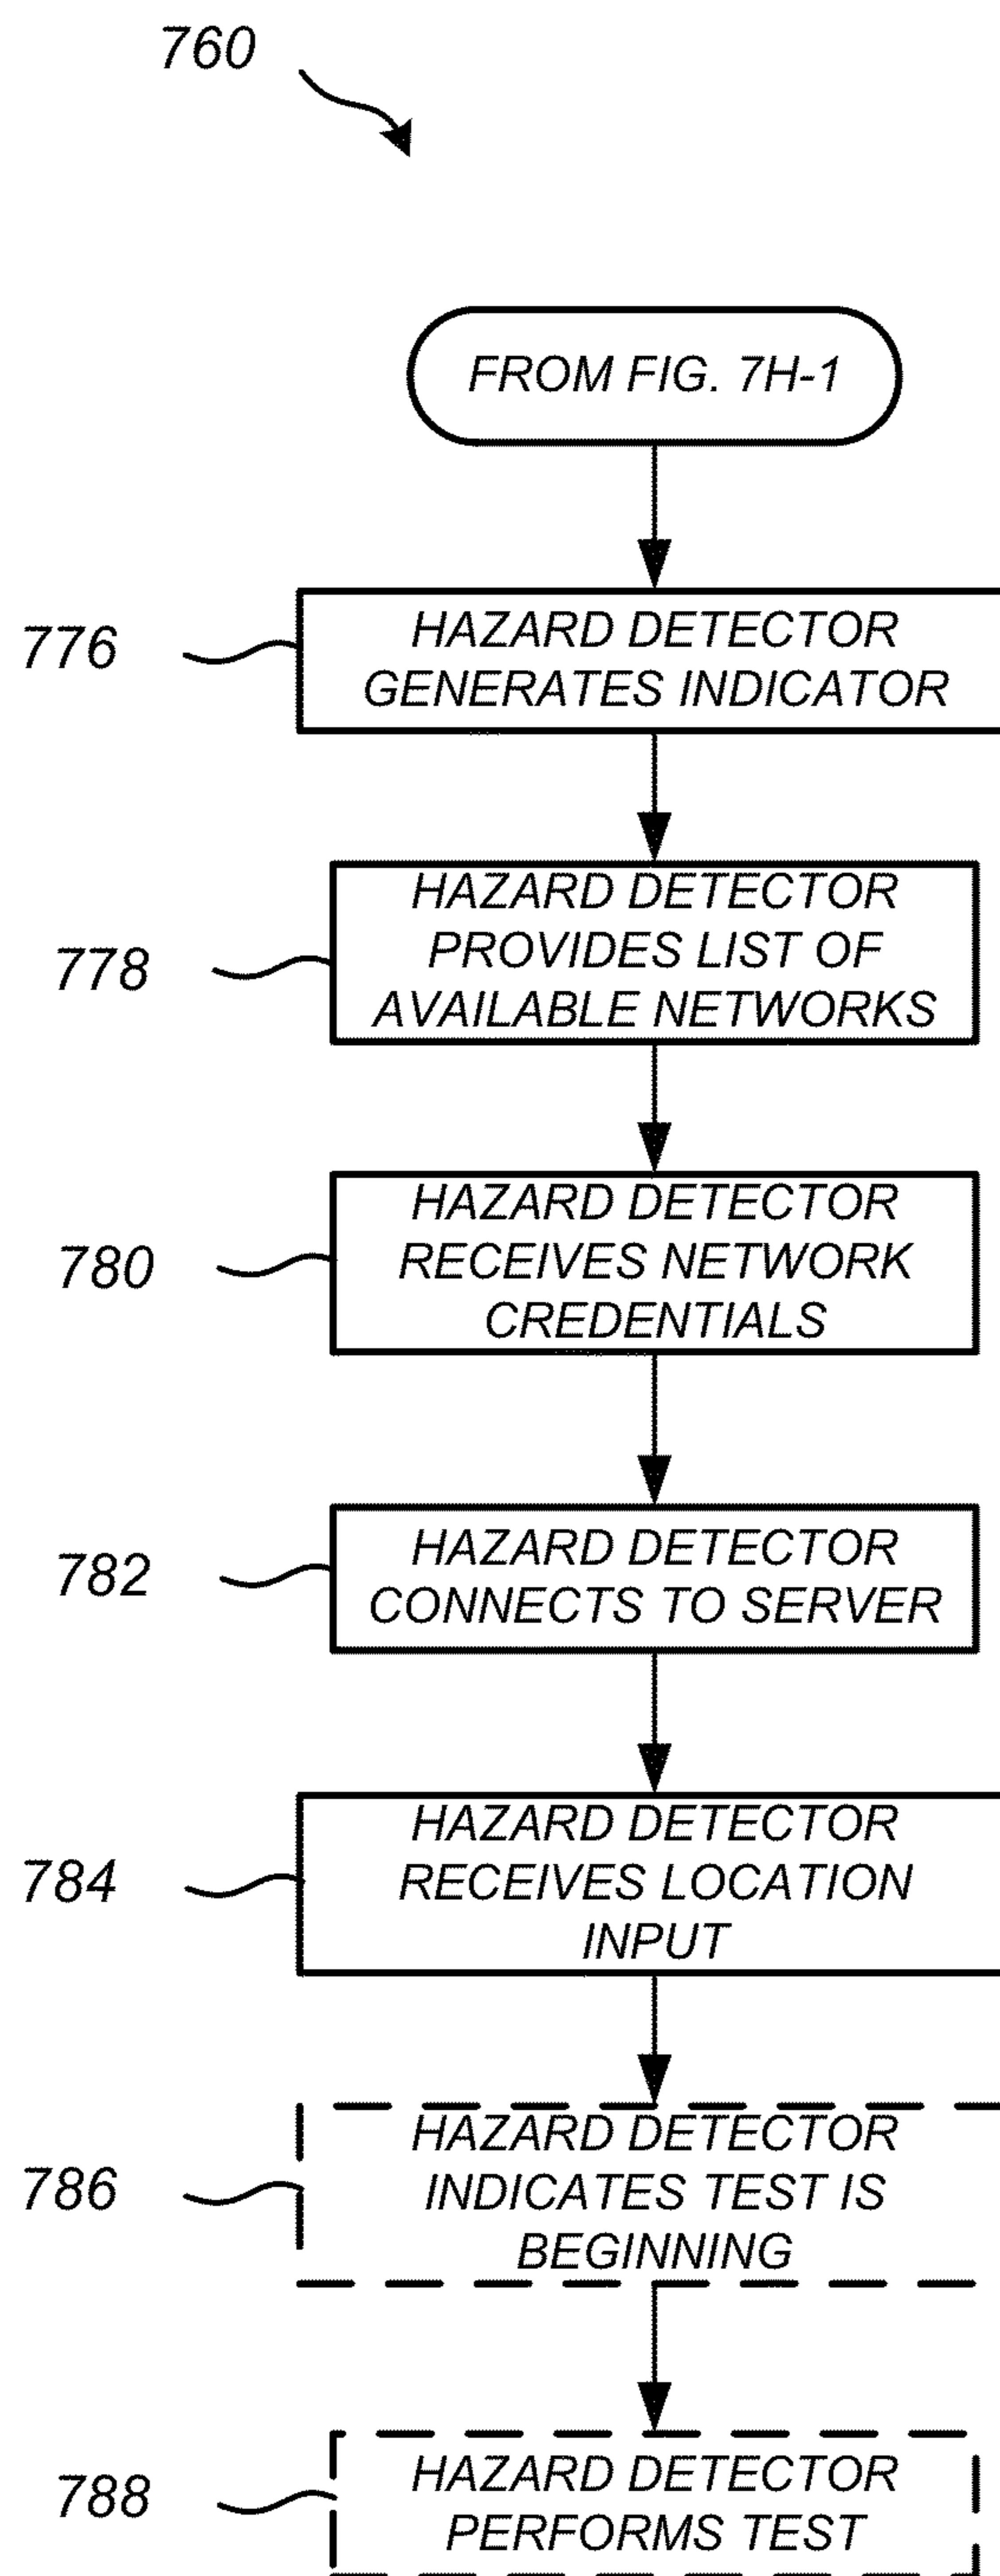 760
FROM FIG. 7H-1
776
HAZARD DETECTOR
GENERATES INDICATOR
778
HAZARD DETECTOR
PROVIDES LIST OF
AVAILABLE NETWORKS
780
HAZARD DETECTOR
RECEIVES NETWORK
CREDENTIALS
782
HAZARD DETECTOR
CONNECTS TO SERVER
784
HAZARD DETECTOR
RECEIVES LOCATION
INPUT
786
HAZARD DETECTOR
INDICATES TEST IS
BEGINNING
788
HAZARD DETECTOR
PERFORMS TEST